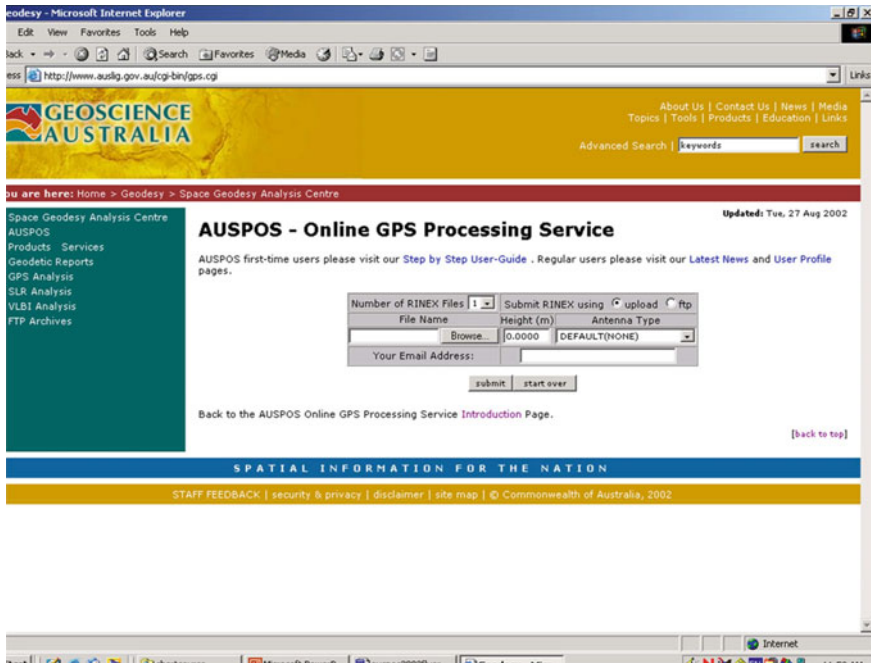 eodesy - Microsoft Internet Explorer
Edit View Favorites Tools Help
Back Search Favorites Media
ess http://www.auslig.gov.au/cgi-bin/gps.cgi Links
GEOSCIENCE
AUSTRALIA
About Us | Contact Us | News | Media
Topics | Tools | Products | Education | Links
Advanced Search | keywords search
ou are here: Home > Geodesy > Space Geodesy Analysis Centre
Space Geodesy Analysis Centre
AUSPOS
Products Services
Geodetic Reports
GPS Analysis
SLR Analysis
VLBI Analysis
FTP Archives
Updated: Tue, 27 Aug 2002
AUSPOS - Online GPS Processing Service
AUSPOS first-time users please visit our Step by Step User-Guide . Regular users please visit our Latest News and User Profile
pages.
Number of RINEX Files 1 Submit RINEX using upload ftp
File Name Height (m) Antenna Type
Browse... 0.0000 DEFAULT(NONE)
Your Email Address:
submit start over
Back to the AUSPOS Online GPS Processing Service Introduction Page.
[back to top]
SPATIAL INFORMATION FOR THE NATION
STAFF FEEDBACK | security & privacy | disclaimer | site map | © Commonwealth of Australia, 2002
Internet